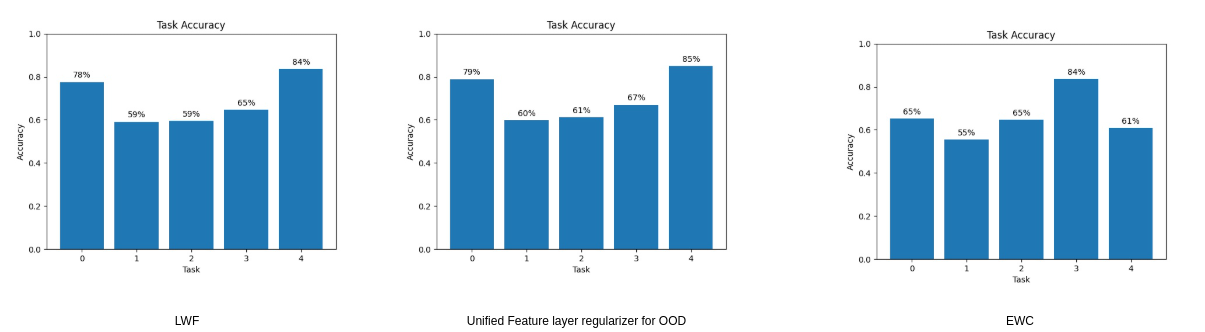 Task Accuracy
1.0
0.8
0.6
0.4
0.2
0.0
Accuracy
78%
59%
59%
65%
84%
0 1 2 3 4
Task
LWF
Task Accuracy
1.0
0.8
0.6
0.4
0.2
0.0
Accuracy
79%
60%
61%
67%
85%
0 1 2 3 4
Task
Unified Feature layer regularizer for OOD
Task Accuracy
1.0
0.8
0.6
0.4
0.2
0.0
Accuracy
65%
55%
65%
84%
61%
0 1 2 3 4
Task
EWC